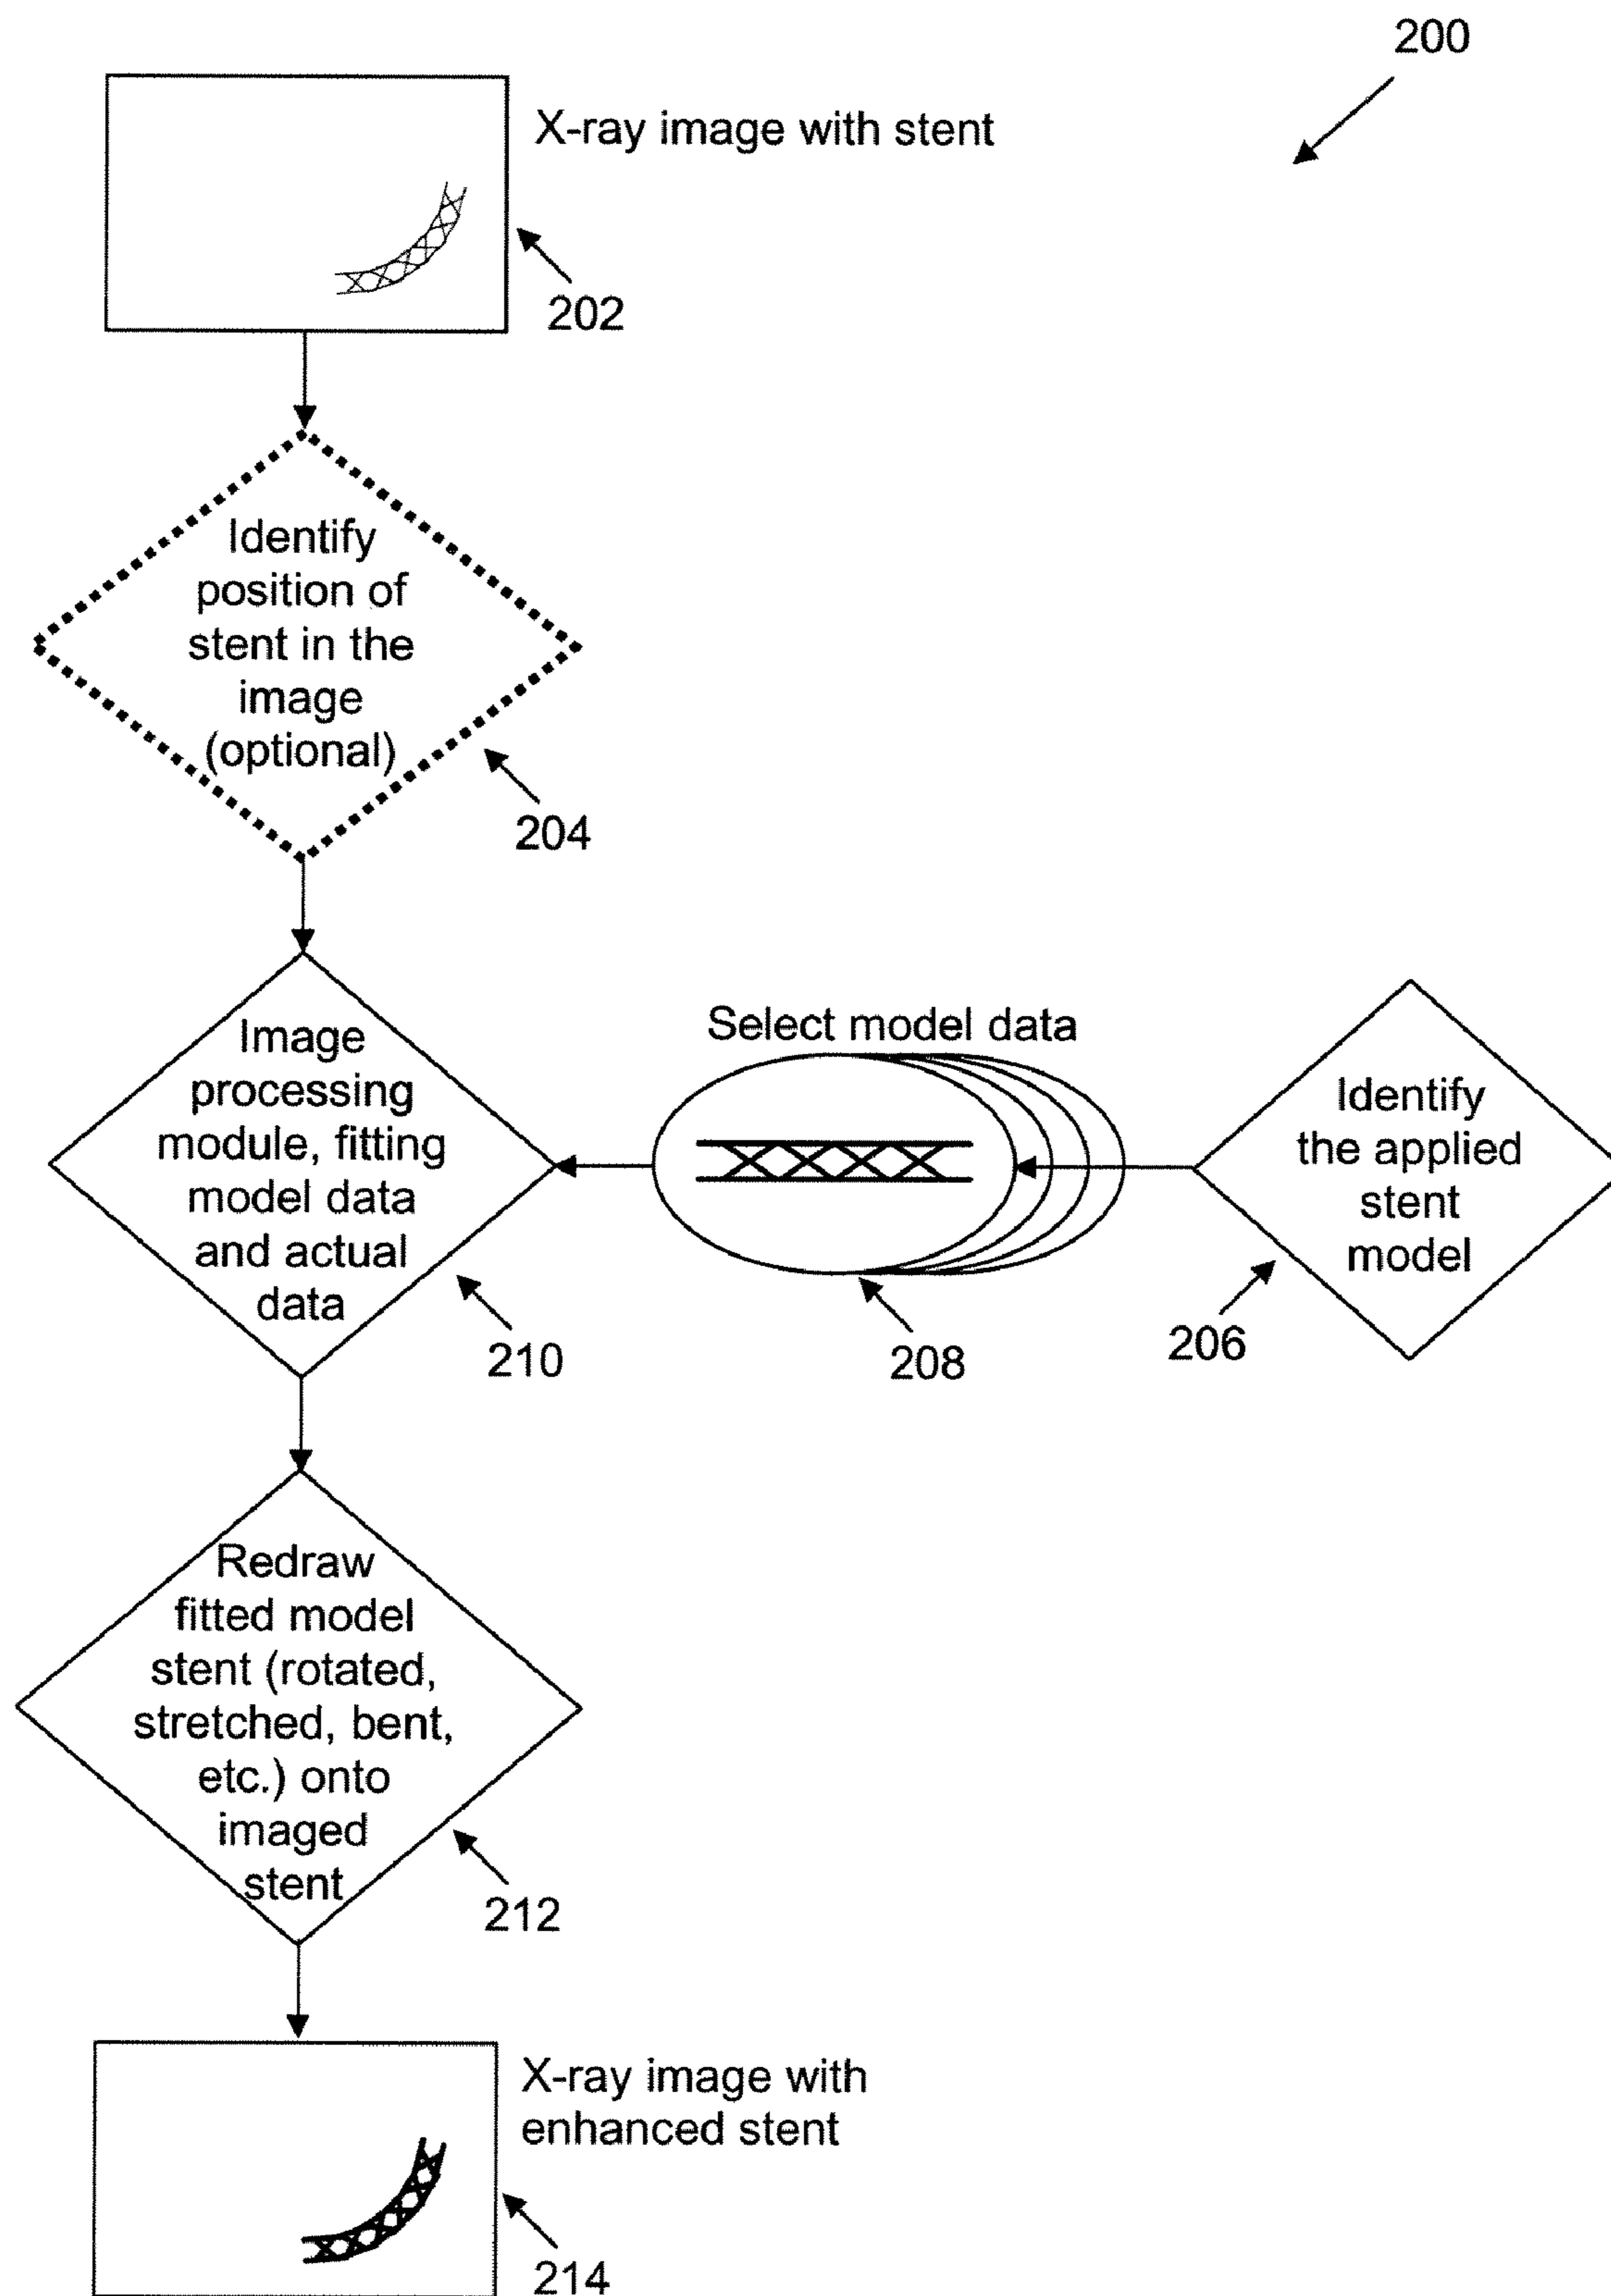 200
X-ray image with stent
202
Identify
position of
stent in the
image
(optional)
204
Image
processing
module, fitting
model data
and actual
data
210
Select model data
208
Identify
the applied
stent
model
206
Redraw
fitted model
stent (rotated,
stretched, bent,
etc.) onto
imaged
stent
212
X-ray image with
enhanced stent
214